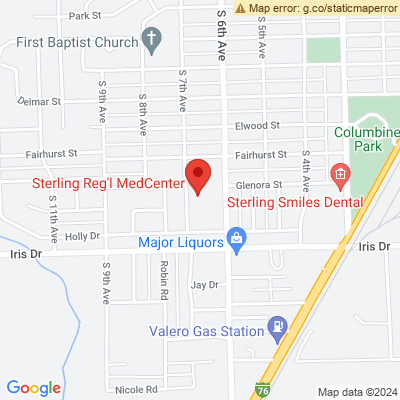 Map error: g.co/staticmaperror
Park St
First Baptist Church
S 6th Ave
S 5th Ave
S 7th Ave
S 8th Ave
S 9th Ave
Delmar St
Elwood St
Columbine
Park
Fairhurst St
Fairhurst St
S 4th Ave
Sterling Reg'l MedCenter
Glenora St
Sterling Smiles Dental
S 11th Ave
Holly Dr
Major Liquors
Iris Dr
Iris Dr
S 9th Ave
Robin Rd
Jay Dr
Valero Gas Station
Google
Nicole Rd
76
Map data ©2024